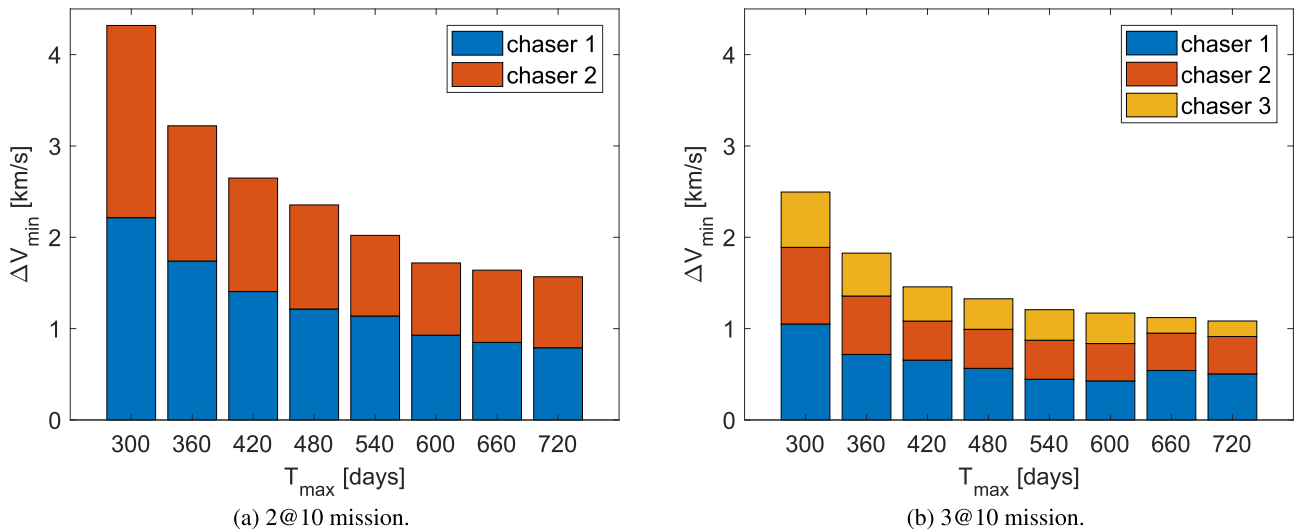 4
3
2
1
0
ΔV_min [km/s]
chaser 1
chaser 2
300 360 420 480 540 600 660 720
T_max [days]
(a) 2@10 mission.
4
3
2
1
0
ΔV_min [km/s]
chaser 1
chaser 2
chaser 3
300 360 420 480 540 600 660 720
T_max [days]
(b) 3@10 mission.